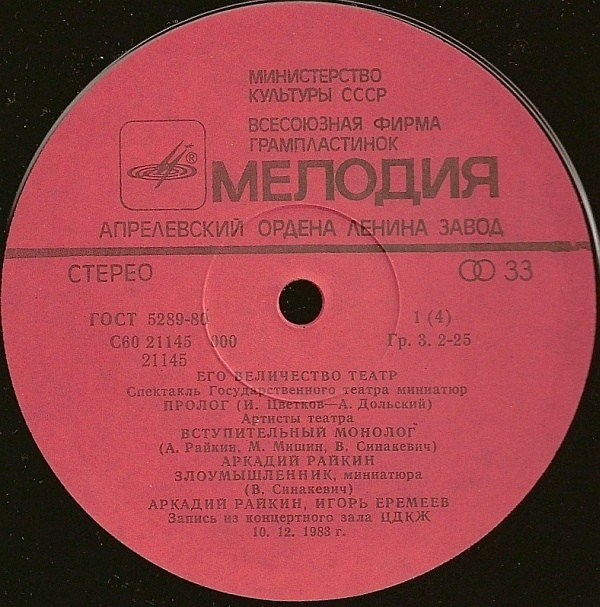 МИНИСТЕРСТВО
КУЛЬТУРЫ СССР
ВСЕСОЮЗНАЯ ФИРМА
ГРАМПЛАСТИНОК
®
МЕЛОДИЯ
АПРЕЛЕВСКИЙ ОРДЕНА ЛЕНИНА ЗАВОД
СТЕРЕО 33
ГОСТ 5289-80 1 (4)
С60 21145 000 Гр. 3. 2-25
21145
ЕГО ВЕЛИЧЕСТВО ТЕАТР
Спектакль Государственного театра миниатюр
ПРОЛОГ (И. Цветков—А. Дольский)
Артисты театра
ВСТУПИТЕЛЬНЫЙ МОНОЛОГ
(А. Райкин, М. Мишин, В. Синакевич)
АРКАДИЙ РАЙКИН
ЗЛОУМЫШЛЕННИК, миниатюра
(В. Синакевич)
АРКАДИЙ РАЙКИН, ИГОРЬ ЕРЕМЕЕВ
Запись из концертного зала ЦДКЖ
10. 12. 1983 г.